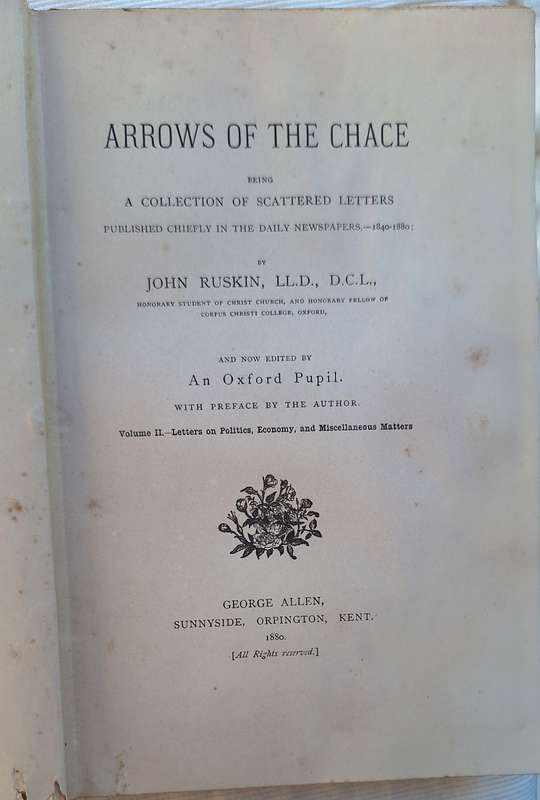 ARROWS OF THE CHACE
BEING
A COLLECTION OF SCATTERED LETTERS
PUBLISHED CHIEFLY IN THE DAILY NEWSPAPERS,—1840-1880;
BY
JOHN RUSKIN, LL.D., D.C.L.,
HONORARY STUDENT OF CHRIST CHURCH, AND HONORARY FELLOW OF
CORPUS CHRISTI COLLEGE, OXFORD,
AND NOW EDITED BY
An Oxford Pupil.
WITH PREFACE BY THE AUTHOR.
Volume II.—Letters on Politics, Economy, and Miscellaneous Matters
GEORGE ALLEN,
SUNNYSIDE, ORPINGTON, KENT.
1880.
[All Rights reserved.]